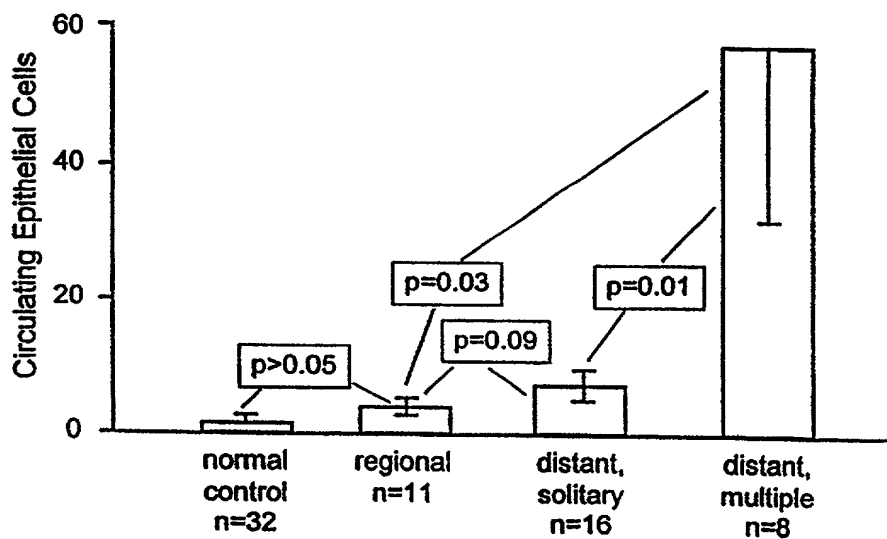 Circulating Epithelial Cells
60
40
20
0
p=0.03
p=0.01
p=0.09
p>0.05
normal
control
n=32
regional
n=11
distant,
solitary
n=16
distant,
multiple
n=8